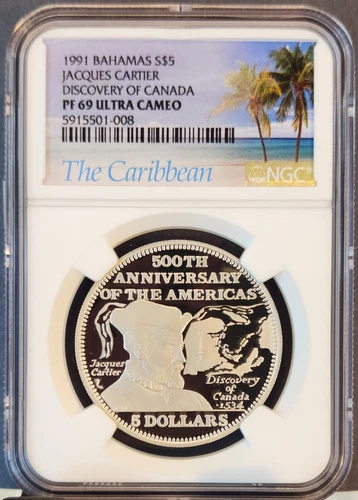 1991 BAHAMAS S$5
JACQUES CARTIER
DISCOVERY OF CANADA
PF 69 ULTRA CAMEO
5915501-008
The Caribbean
NGC
500TH
ANNIVERSARY
OF THE AMERICAS
Jacques
Cartier
Discovery
of
Canada
1534
5 DOLLARS